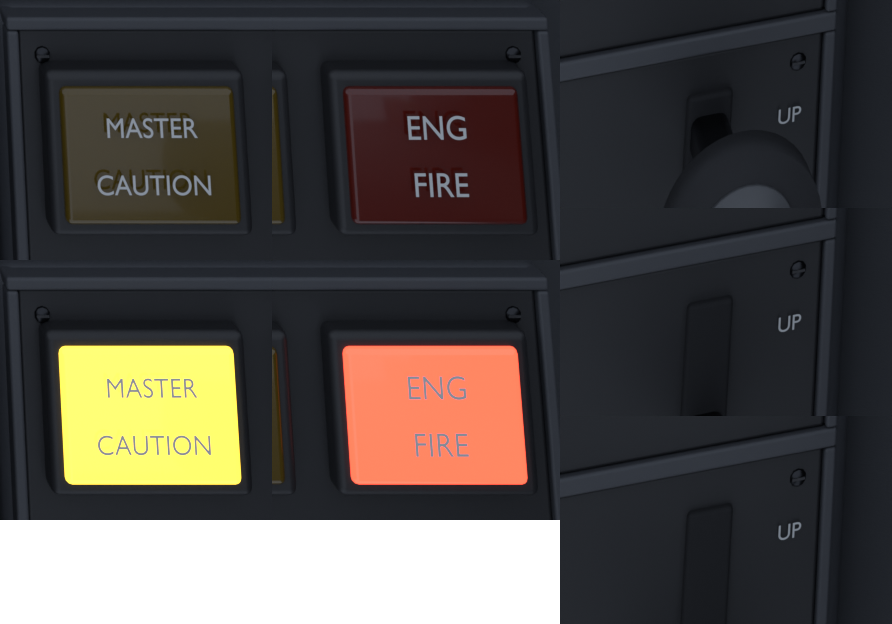 MASTER
CAUTION
ENG
FIRE
UP
UP
MASTER
CAUTION
ENG
FIRE
UP